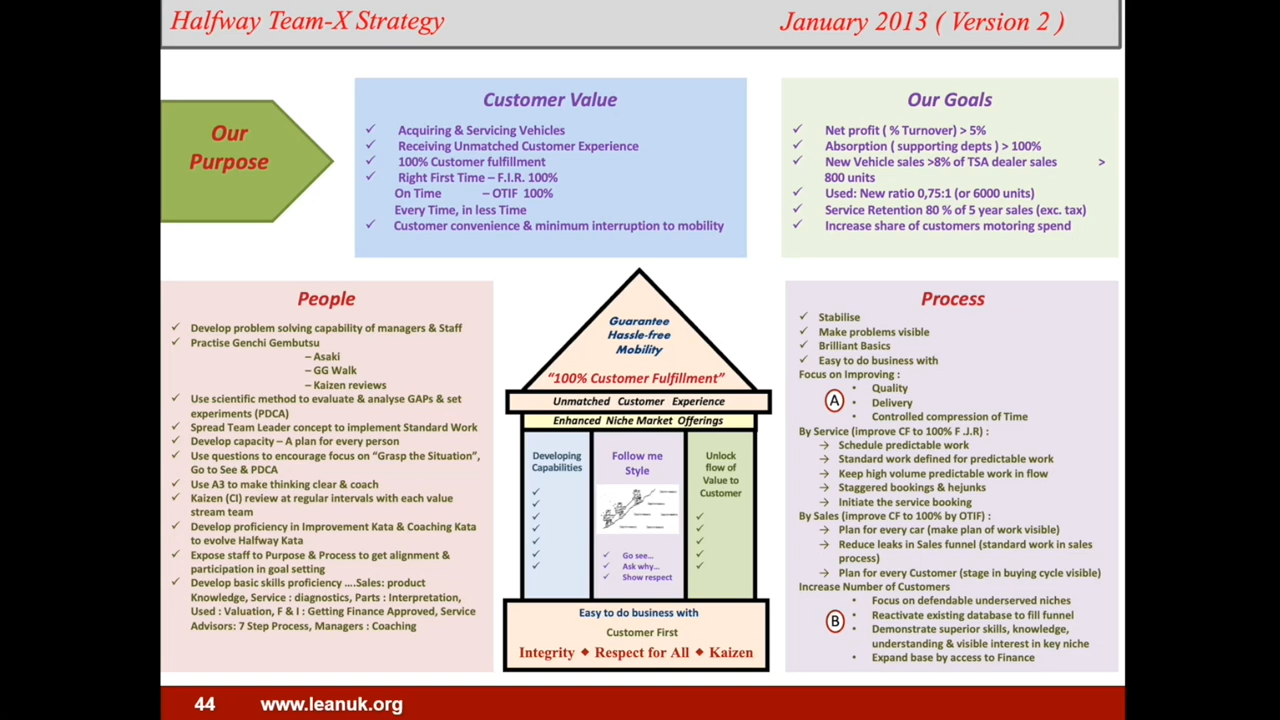 Halfway Team-X Strategy January 2013 ( Version 2 )
Our
Purpose
Customer Value
✓ Acquiring & Servicing Vehicles
✓ Receiving Unmatched Customer Experience
✓ 100% Customer fulfillment
✓ Right First Time – F.I.R. 100%
On Time – OTIF 100%
Every Time, in less Time
✓ Customer convenience & minimum interruption to mobility
Our Goals
✓ Net profit ( % Turnover) > 5%
✓ Absorption ( supporting depts ) > 100%
✓ New Vehicle sales >8% of TSA dealer sales >
800 units
✓ Used: New ratio 0,75:1 (or 6000 units)
✓ Service Retention 80 % of 5 year sales (exc. tax)
✓ Increase share of customers motoring spend
People
✓ Develop problem solving capability of managers & Staff
✓ Practise Genchi Gembutsu
– Asaki
– GG Walk
– Kaizen reviews
✓ Use scientific method to evaluate & analyse GAPs & set
experiments (PDCA)
✓ Spread Team Leader concept to implement Standard Work
✓ Develop capacity – A plan for every person
✓ Use questions to encourage focus on “Grasp the Situation”,
Go to See & PDCA
✓ Use A3 to make thinking clear & coach
✓ Kaizen (CI) review at regular intervals with each value
stream team
✓ Develop proficiency in Improvement Kata & Coaching Kata
to evolve Halfway Kata
✓ Expose staff to Purpose & Process to get alignment &
participation in goal setting
✓ Develop basic skills proficiency ....Sales: product
Knowledge, Service : diagnostics, Parts : Interpretation,
Used : Valuation, F & I : Getting Finance Approved, Service
Advisors: 7 Step Process, Managers : Coaching
Guarantee
Hassle-free
Mobility
“100% Customer Fulfillment”
Unmatched Customer Experience
Enhanced Niche Market Offerings
Developing
Capabilities
✓
✓
✓
✓
✓
✓
✓
Follow me
Style
✓ Go see...
✓ Ask why...
✓ Show respect
Unlock
flow of
Value to
Customer
✓
✓
✓
✓
✓
Easy to do business with
Customer First
Integrity ◆ Respect for All ◆ Kaizen
Process
✓ Stabilise
✓ Make problems visible
✓ Brilliant Basics
✓ Easy to do business with
Focus on Improving :
• Quality
A • Delivery
• Controlled compression of Time
By Service (improve CF to 100% F .J.R) :
→ Schedule predictable work
→ Standard work defined for predictable work
→ Keep high volume predictable work in flow
→ Staggered bookings & hejunks
→ Initiate the service booking
By Sales (improve CF to 100% by OTIF) :
→ Plan for every car (make plan of work visible)
→ Reduce leaks in Sales funnel (standard work in sales
process)
→ Plan for every Customer (stage in buying cycle visible)
Increase Number of Customers
• Focus on defendable underserved niches
• Reactivate existing database to fill funnel
B • Demonstrate superior skills, knowledge,
understanding & visible interest in key niche
• Expand base by access to Finance
44 www.leanuk.org